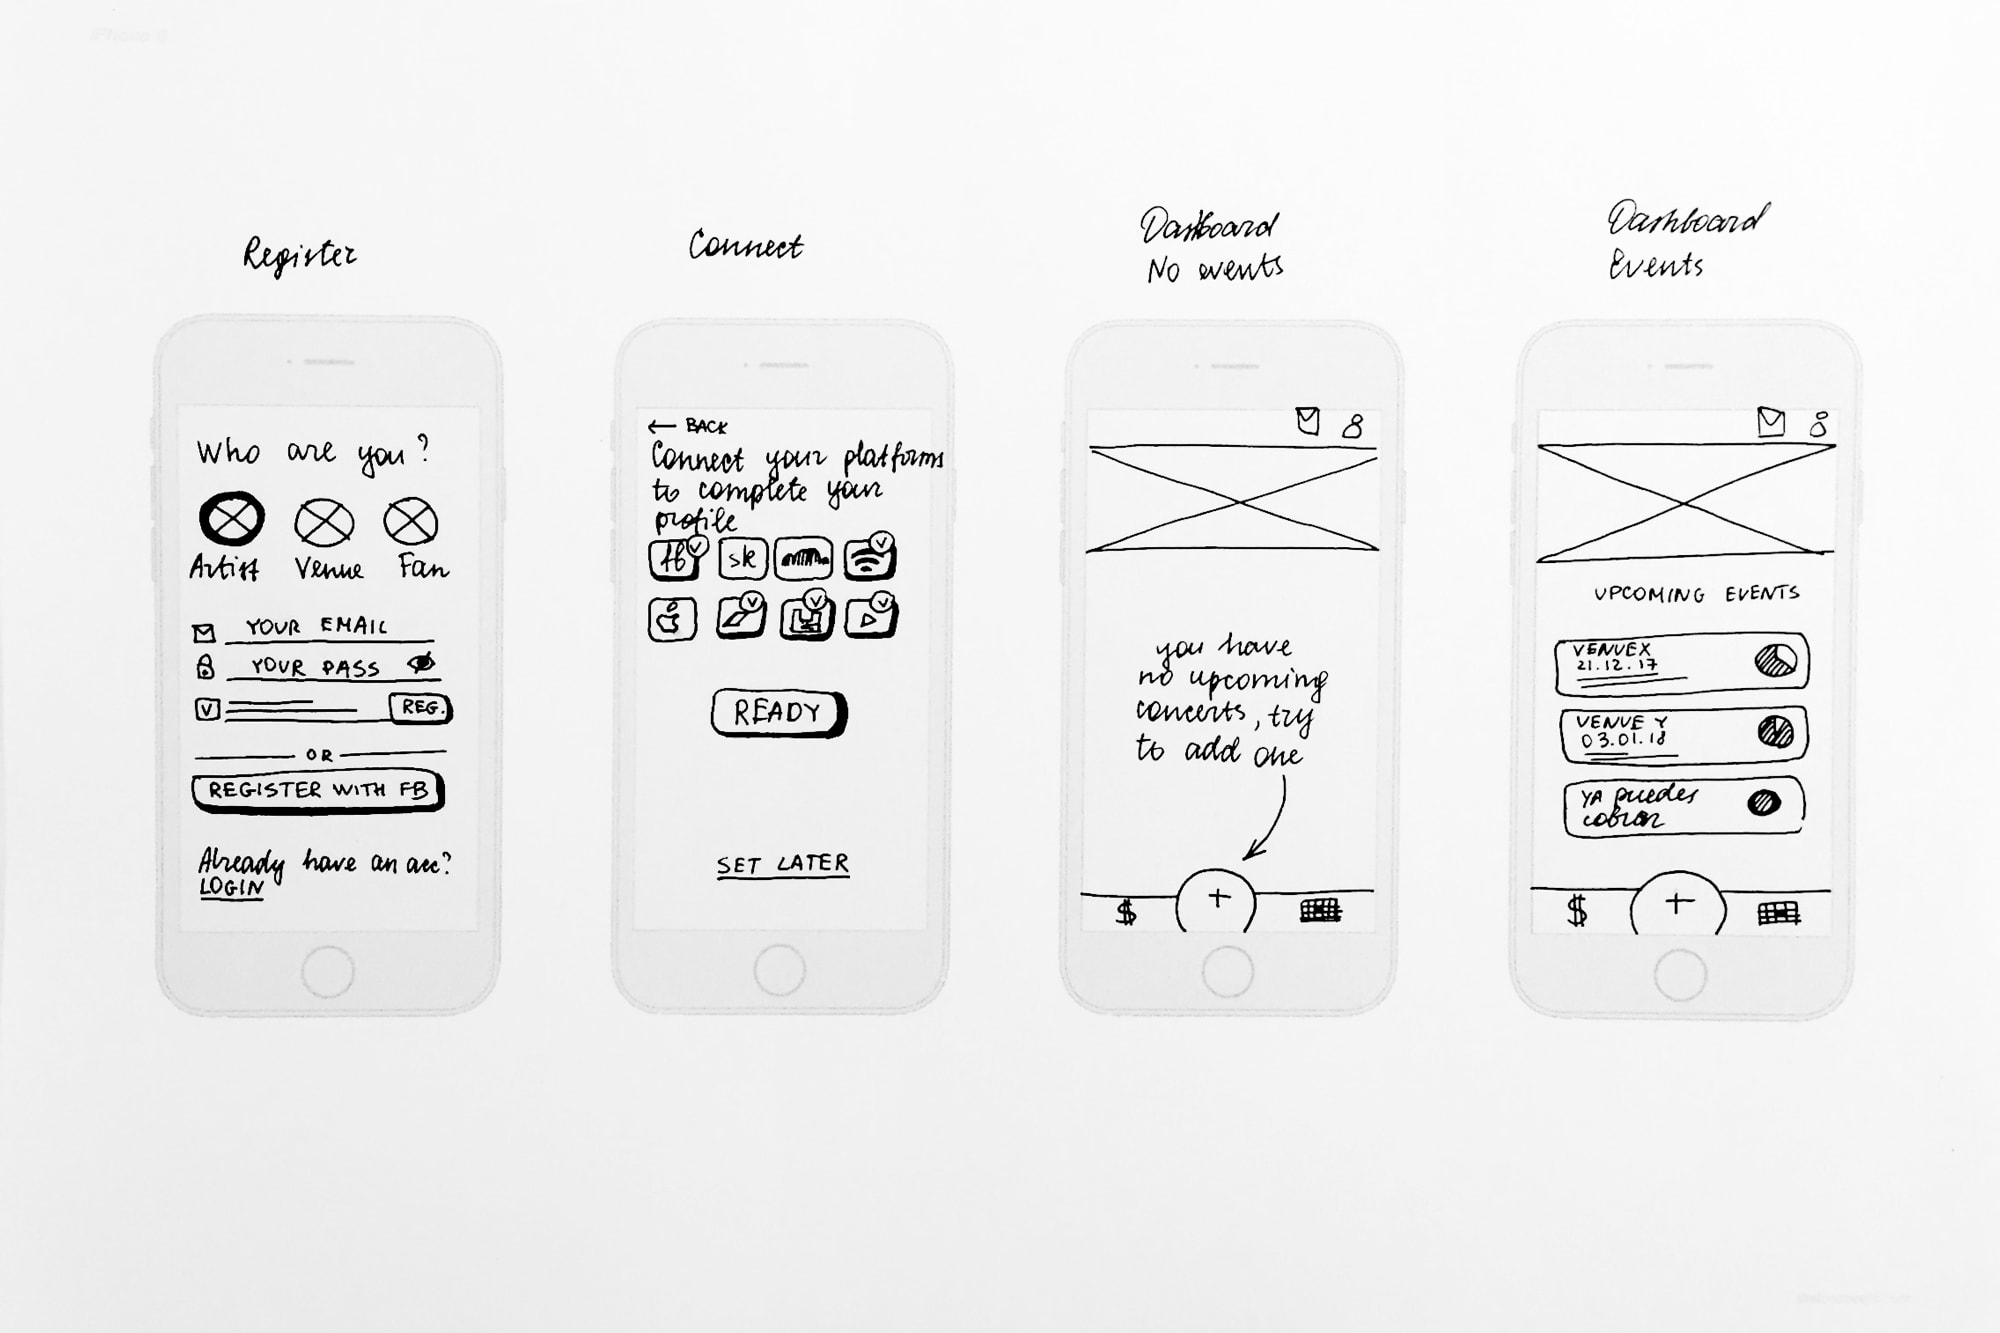 iPhone 6
Register
Who are you?
Artist Venue Fan
YOUR EMAIL
YOUR PASS
REG.
OR
REGISTER WITH FB
Already have an acc?
LOGIN
Connect
← BACK
Connect your platforms
to complete your
profile
fb sk
READY
SET LATER
Dashboard
No events
you have
no upcoming
concerts, try
to add one
$ +
Dashboard
Events
UPCOMING EVENTS
VENUE X
21.12.17
VENUE Y
03.01.18
YA puedes
cobrar
$ +